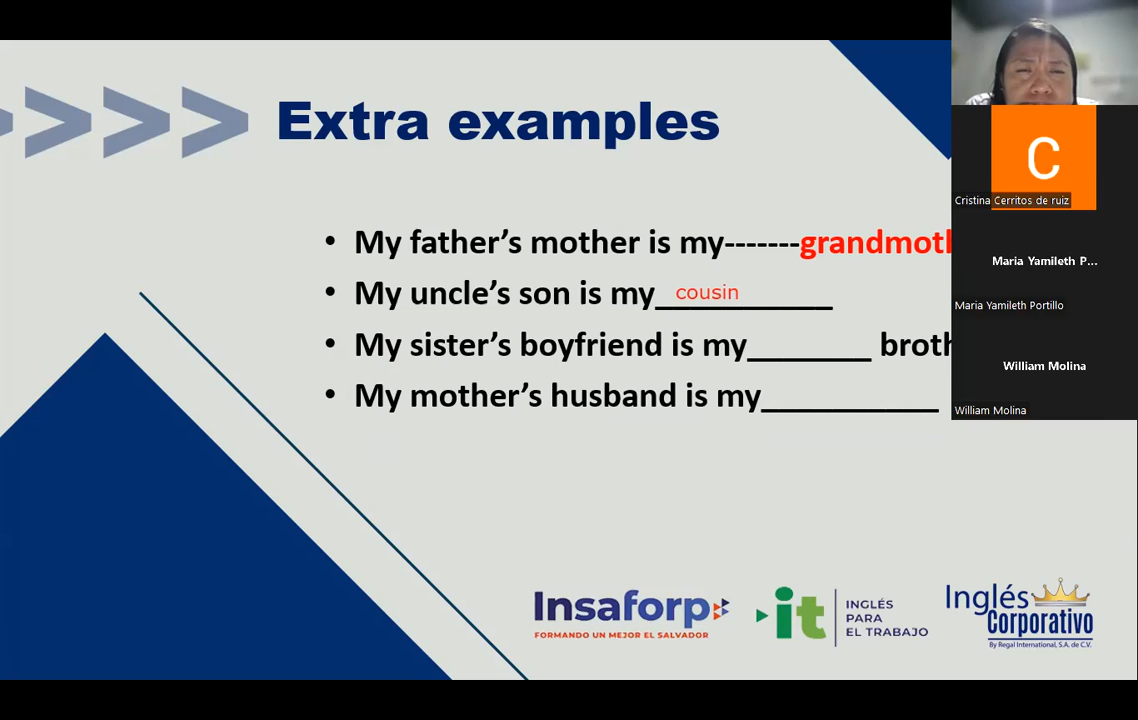 Extra examples
• My father's mother is my-------grandmoth
• My uncle's son is my___cousin___________
• My sister's boyfriend is my________ broth
• My mother's husband is my___________
C
Cristina Cerritos de ruiz
Maria Yamileth P...
Maria Yamileth Portillo
William Molina
William Molina
Insaforp
FORMANDO UN MEJOR EL SALVADOR
it
INGLÉS
PARA
EL TRABAJO
Inglés
Corporativo
By Regal International, S.A. de C.V.